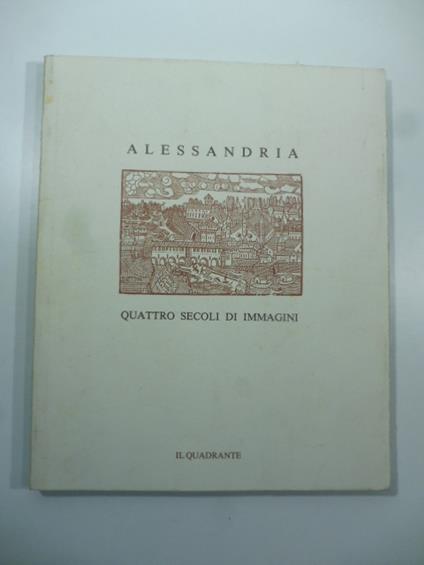 ALESSANDRIA
QUATTRO SECOLI DI IMMAGINI
IL QUADRANTE